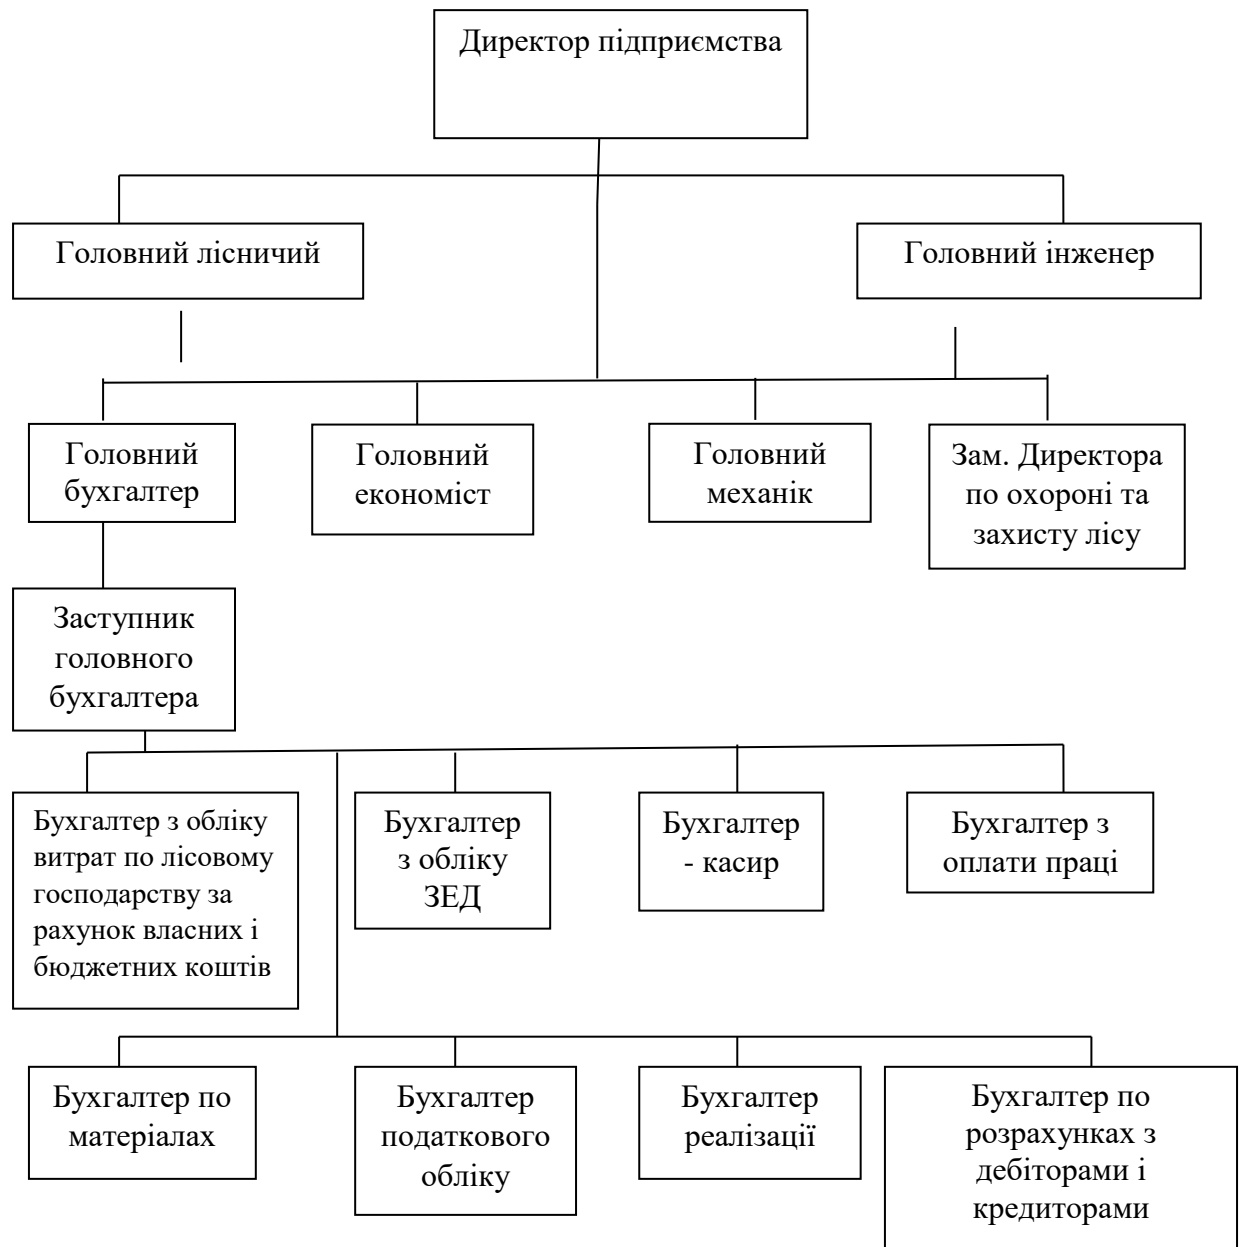 Директор підприємства
Головний лісничий
Головний інженер
Головний
бухгалтер
Головний
економіст
Головний
механік
Зам. Директора
по охороні та
захисту лісу
Заступник
головного
бухгалтера
Бухгалтер з обліку
витрат по лісовому
господарству за
рахунок власних і
бюджетних коштів
Бухгалтер
з обліку
ЗЕД
Бухгалтер
- касир
Бухгалтер з
оплати праці
Бухгалтер по
матеріалах
Бухгалтер
податкового
обліку
Бухгалтер
реалізації
Бухгалтер по
розрахунках з
дебіторами і
кредиторами